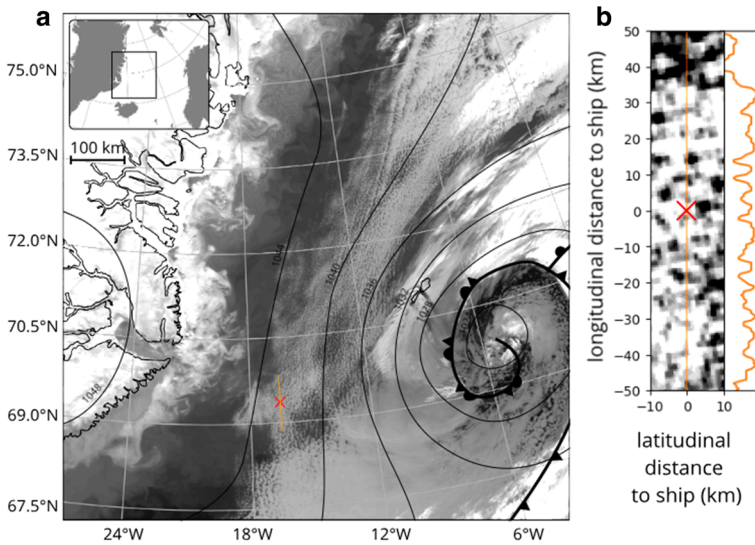 a
75.0°N
73.5°N
72.0°N
70.5°N
69.0°N
67.5°N
24°W
18°W
12°W
6°W
100 km
1044
1040
1036
1032
1048
b
50
40
30
20
10
0
−10
−20
−30
−40
−50
−10
0
10
longitudinal distance to ship (km)
latitudinal
distance
to ship (km)